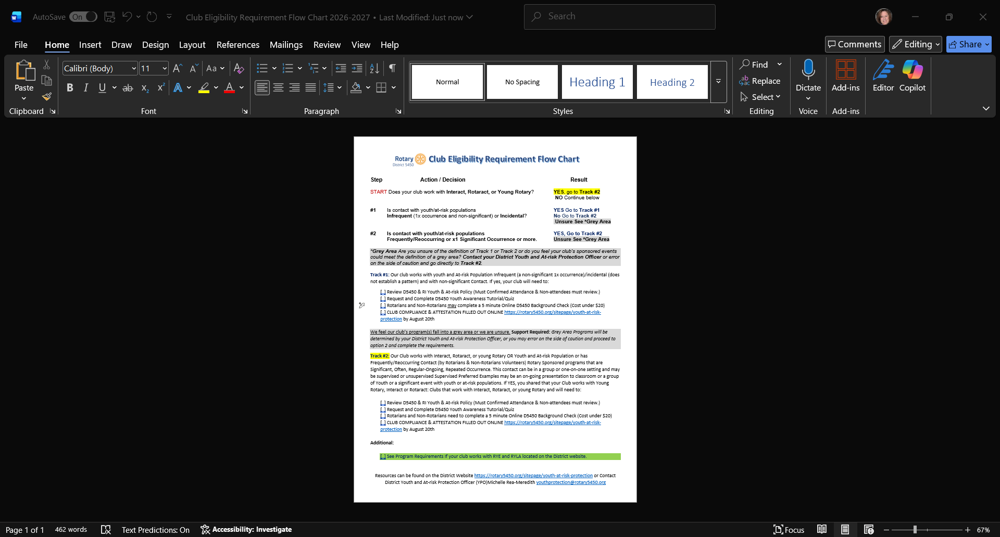 AutoSave On Club Eligibility Requirement Flow Chart 2026-2027 • Last Modified: Just now Search
File Home Insert Draw Design Layout References Mailings Review View Help Comments Editing Share
Paste
Clipboard
Calibri (Body) 11 Aa
Font
Paragraph
Normal No Spacing Heading 1 Heading 2
Styles
Find
Replace
Select
Editing
Dictate
Voice
Add-ins
Add-ins
Editor Copilot
Rotary
District 5450
Club Eligibility Requirement Flow Chart
Step Action / Decision Result
START Does your club work with Interact, Rotaract, or Young Rotary? YES, go to Track #2
NO Continue below
#1 Is contact with youth/at-risk populations YES Go to Track #1
Infrequent (1x occurrence and non-significant) or Incidental? No Go to Track #2
Unsure See *Grey Area
#2 Is contact with youth/at-risk populations YES, Go to Track #2
Frequently/Reoccurring or x1 Significant Occurrence or more. Unsure See *Grey Area
*Grey Area Are you unsure of the definition of Track 1 or Track 2 or do you feel your club's sponsored events
could meet the definition of a grey area? Contact your District Youth and At-risk Protection Officer or error
on the side of caution and go directly to Track #2.
Track #1: Our club works with youth and At-risk Population Infrequent (a non-significant 1x occurrence)/incidental (does
not establish a pattern) and with non-significant Contact. If yes, your club will need to:
[ ] Review D5450 & RI Youth & At-risk Policy (Must Confirmed Attendance & Non-attendees must review.)
[ ] Request and Complete D5450 Youth Awareness Tutorial/Quiz
[ ] Rotarians and Non-Rotarians may complete a 5 minute Online D5450 Background Check (Cost under $20)
[ ] CLUB COMPLIANCE & ATTESTATION FILLED OUT ONLINE https://rotary5450.org/sitepage/youth-at-risk-
protection by August 20th
We feel our club's program(s) fall into a grey area or we are unsure. Support Required: Grey Area Programs will be
determined by your District Youth and At-risk Protection Officer, or you may error on the side of caution and proceed to
option 2 and complete the requirements.
Track #2: Our Club works with Interact, Rotaract, or young Rotary OR Youth and At-risk Population or has
Frequently/Reoccurring Contact (by Rotarians & Non-Rotarians Volunteers) Rotary Sponsored programs that are
Significant, Often, Regular-Ongoing, Repeated Occurrence. This contact can be in a group or one-on-one setting and may
be supervised or unsupervised Supervised Preferred Examples may be an on-going presentation to classroom or a group
of Youth or a significant event with youth or at-risk populations. If YES, you shared that your Club works with Young
Rotary, Interact or Rotaract: Clubs that work with Interact, Rotaract, or young Rotary and will need to:
[ ] Review D5450 & RI Youth & At-risk Policy (Must Confirmed Attendance & Non-attendees must review.)
[ ] Request and Complete D5450 Youth Awareness Tutorial/Quiz
[ ] Rotarians and Non-Rotarians need to complete a 5 minute Online D5450 Background Check (Cost under $20)
[ ] CLUB COMPLIANCE & ATTESTATION FILLED OUT ONLINE https://rotary5450.org/sitepage/youth-at-risk-
protection by August 20th
Additional:
[ ] See Program Requirements If your club works with RYE and RYLA located on the District website.
Resources can be found on the District Website https://rotary5450.org/sitepage/youth-at-risk-protection or Contact
District Youth and At-risk Protection Officer (YPO)Michelle Rea-Meredith youthprotection@rotary5450.org
Page 1 of 1 462 words Text Predictions: On Accessibility: Investigate Focus 67%